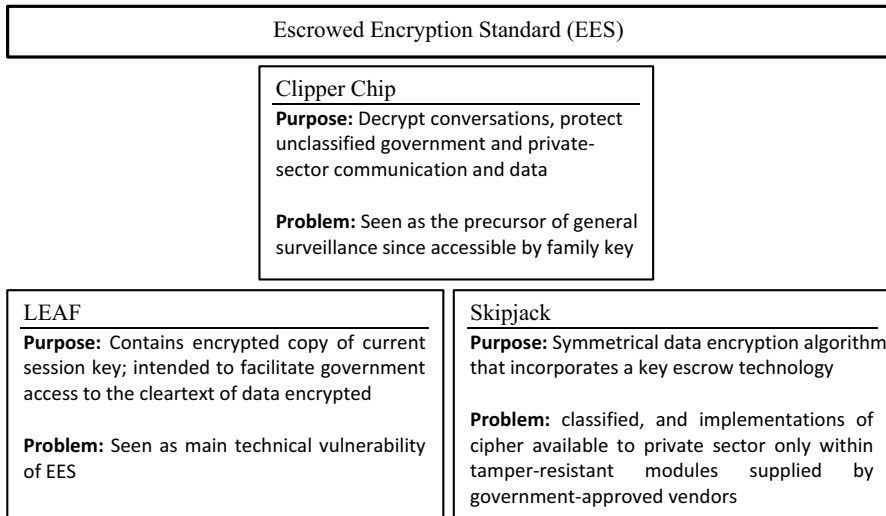 Escrowed Encryption Standard (EES)
Clipper Chip
Purpose: Decrypt conversations, protect
unclassified government and private-
sector communication and data
Problem: Seen as the precursor of general
surveillance since accessible by family key
LEAF
Purpose: Contains encrypted copy of current
session key; intended to facilitate government
access to the cleartext of data encrypted
Problem: Seen as main technical vulnerability
of EES
Skipjack
Purpose: Symmetrical data encryption algorithm
that incorporates a key escrow technology
Problem: classified, and implementations of
cipher available to private sector only within
tamper-resistant modules supplied by
government-approved vendors